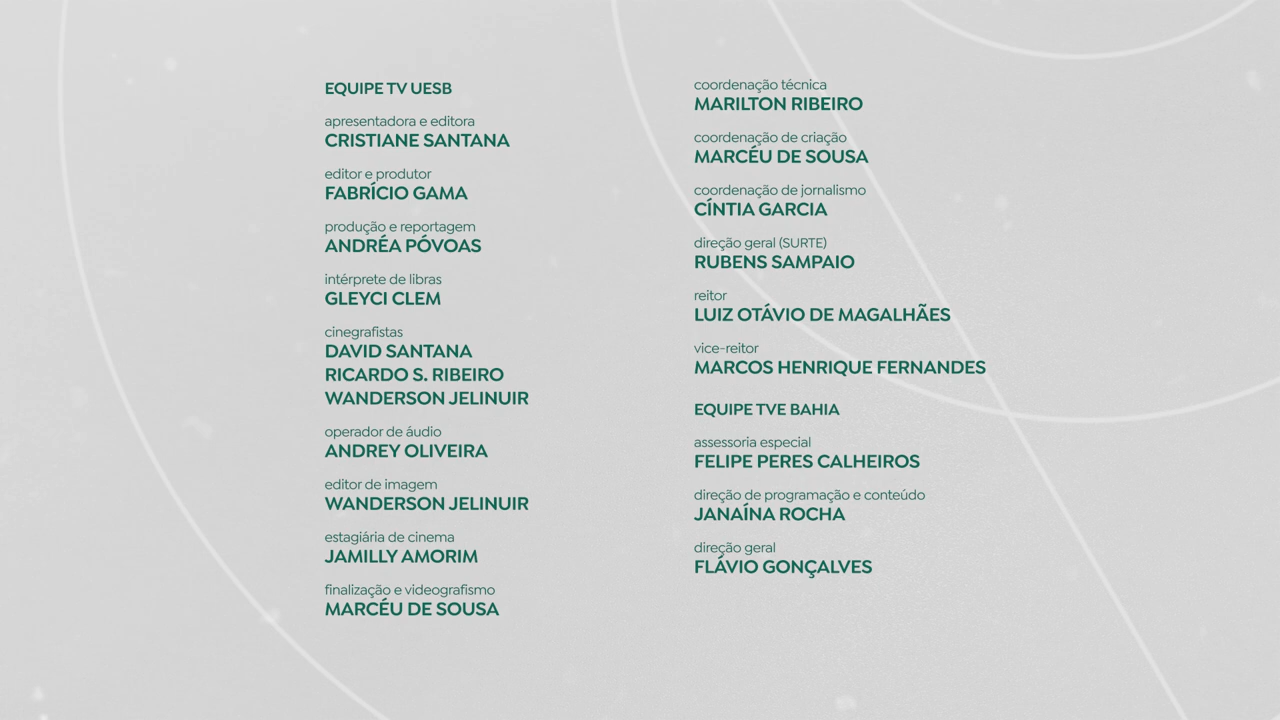 EQUIPE TV UESB
apresentadora e editora
CRISTIANE SANTANA
editor e produtor
FABRÍCIO GAMA
produção e reportagem
ANDRÉA PÓVOAS
intérprete de libras
GLEYCI CLEM
cinegrafistas
DAVID SANTANA
RICARDO S. RIBEIRO
WANDERSON JELINUIR
operador de áudio
ANDREY OLIVEIRA
editor de imagem
WANDERSON JELINUIR
estagiária de cinema
JAMILLY AMORIM
finalização e videografismo
MARCÉU DE SOUSA
coordenação técnica
MARILTON RIBEIRO
coordenação de criação
MARCÉU DE SOUSA
coordenação de jornalismo
CÍNTIA GARCIA
direção geral (SURTE)
RUBENS SAMPAIO
reitor
LUIZ OTÁVIO DE MAGALHÃES
vice-reitor
MARCOS HENRIQUE FERNANDES
EQUIPE TVE BAHIA
assessoria especial
FELIPE PERES CALHEIROS
direção de programação e conteúdo
JANAÍNA ROCHA
direção geral
FLÁVIO GONÇALVES